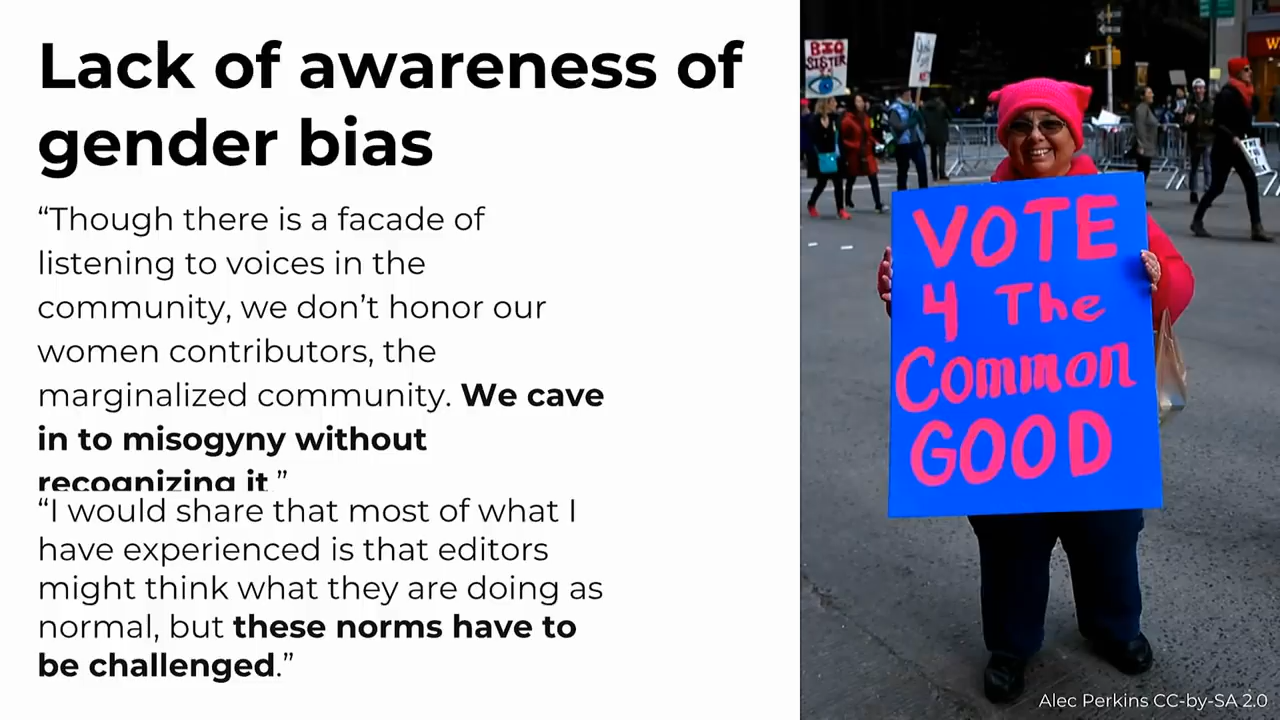 Lack of awareness of
gender bias
“Though there is a facade of
listening to voices in the
community, we don’t honor our
women contributors, the
marginalized community. We cave
in to misogyny without
recognizing it.”
“I would share that most of what I
have experienced is that editors
might think what they are doing as
normal, but these norms have to
be challenged.”
BIG
SISTER
VOTE
4 The
Common
GOOD
Alec Perkins CC-by-SA 2.0